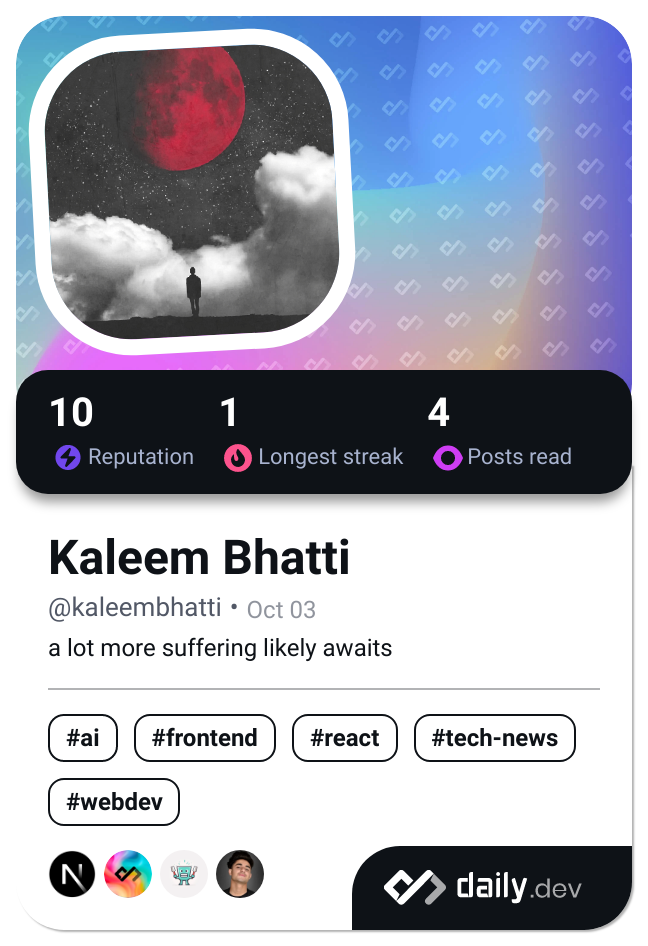 10 1 4
Reputation Longest streak Posts read
Kaleem Bhatti
@kaleembhatti • Oct 03
a lot more suffering likely awaits
#ai #frontend #react #tech-news
#webdev
N
daily.dev